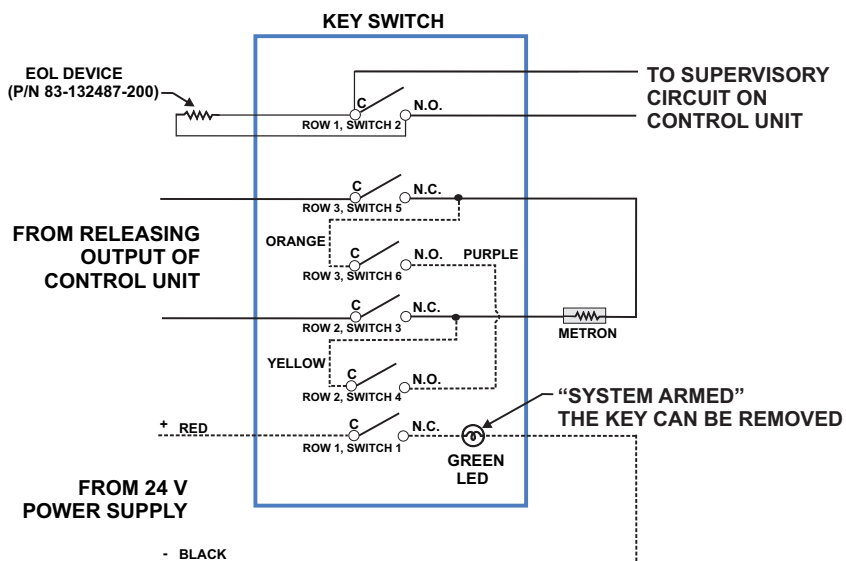 KEY SWITCH
EOL DEVICE
(P/N 83-132487-200)
C
N.O.
ROW 1, SWITCH 2
TO SUPERVISORY
CIRCUIT ON
CONTROL UNIT
C
N.C.
ROW 3, SWITCH 5
FROM RELEASING
OUTPUT OF
CONTROL UNIT
ORANGE
C
N.O.
PURPLE
ROW 3, SWITCH 6
C
N.C.
ROW 2, SWITCH 3
METRON
YELLOW
C
N.O.
ROW 2, SWITCH 4
“SYSTEM ARMED”
THE KEY CAN BE REMOVED
+ RED
C
N.C.
ROW 1, SWITCH 1
GREEN
LED
FROM 24 V
POWER SUPPLY
- BLACK